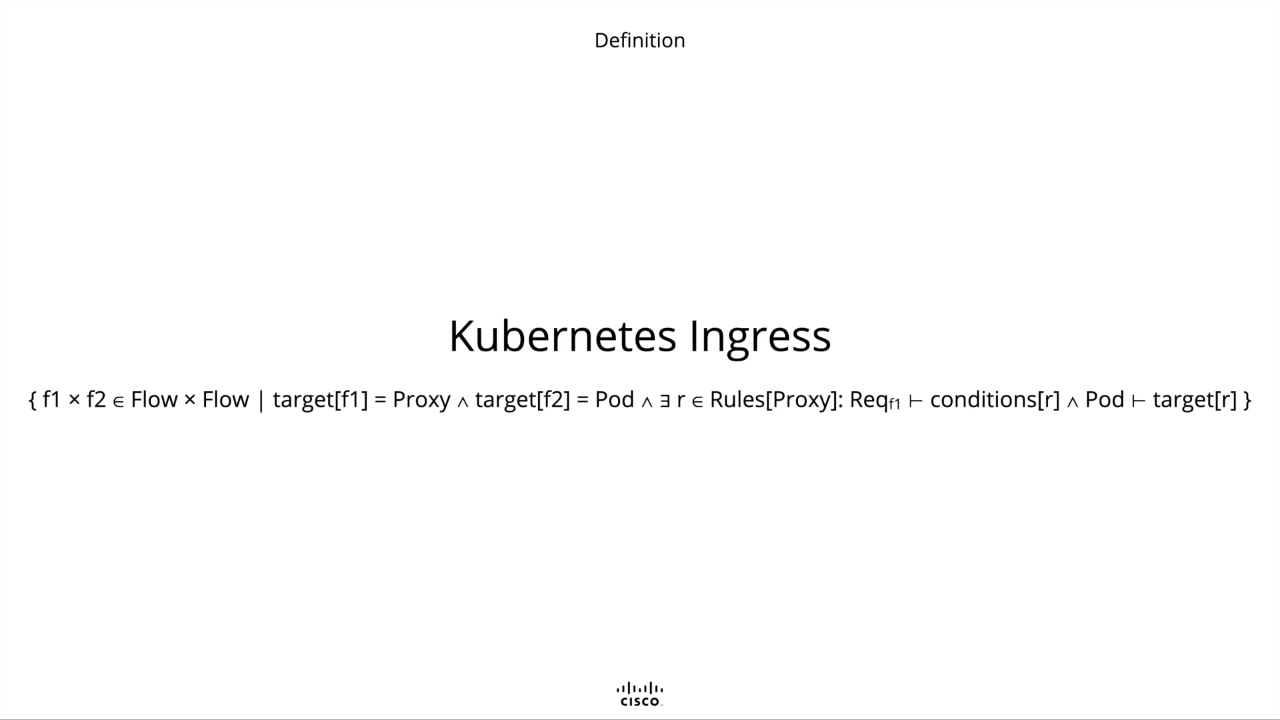 Definition
Kubernetes Ingress
{ f1 × f2 ∈ Flow × Flow | target[f1] = Proxy ∧ target[f2] = Pod ∧ ∃ r ∈ Rules[Proxy]: Req_f1 ⊢ conditions[r] ∧ Pod ⊢ target[r] }
CISCO